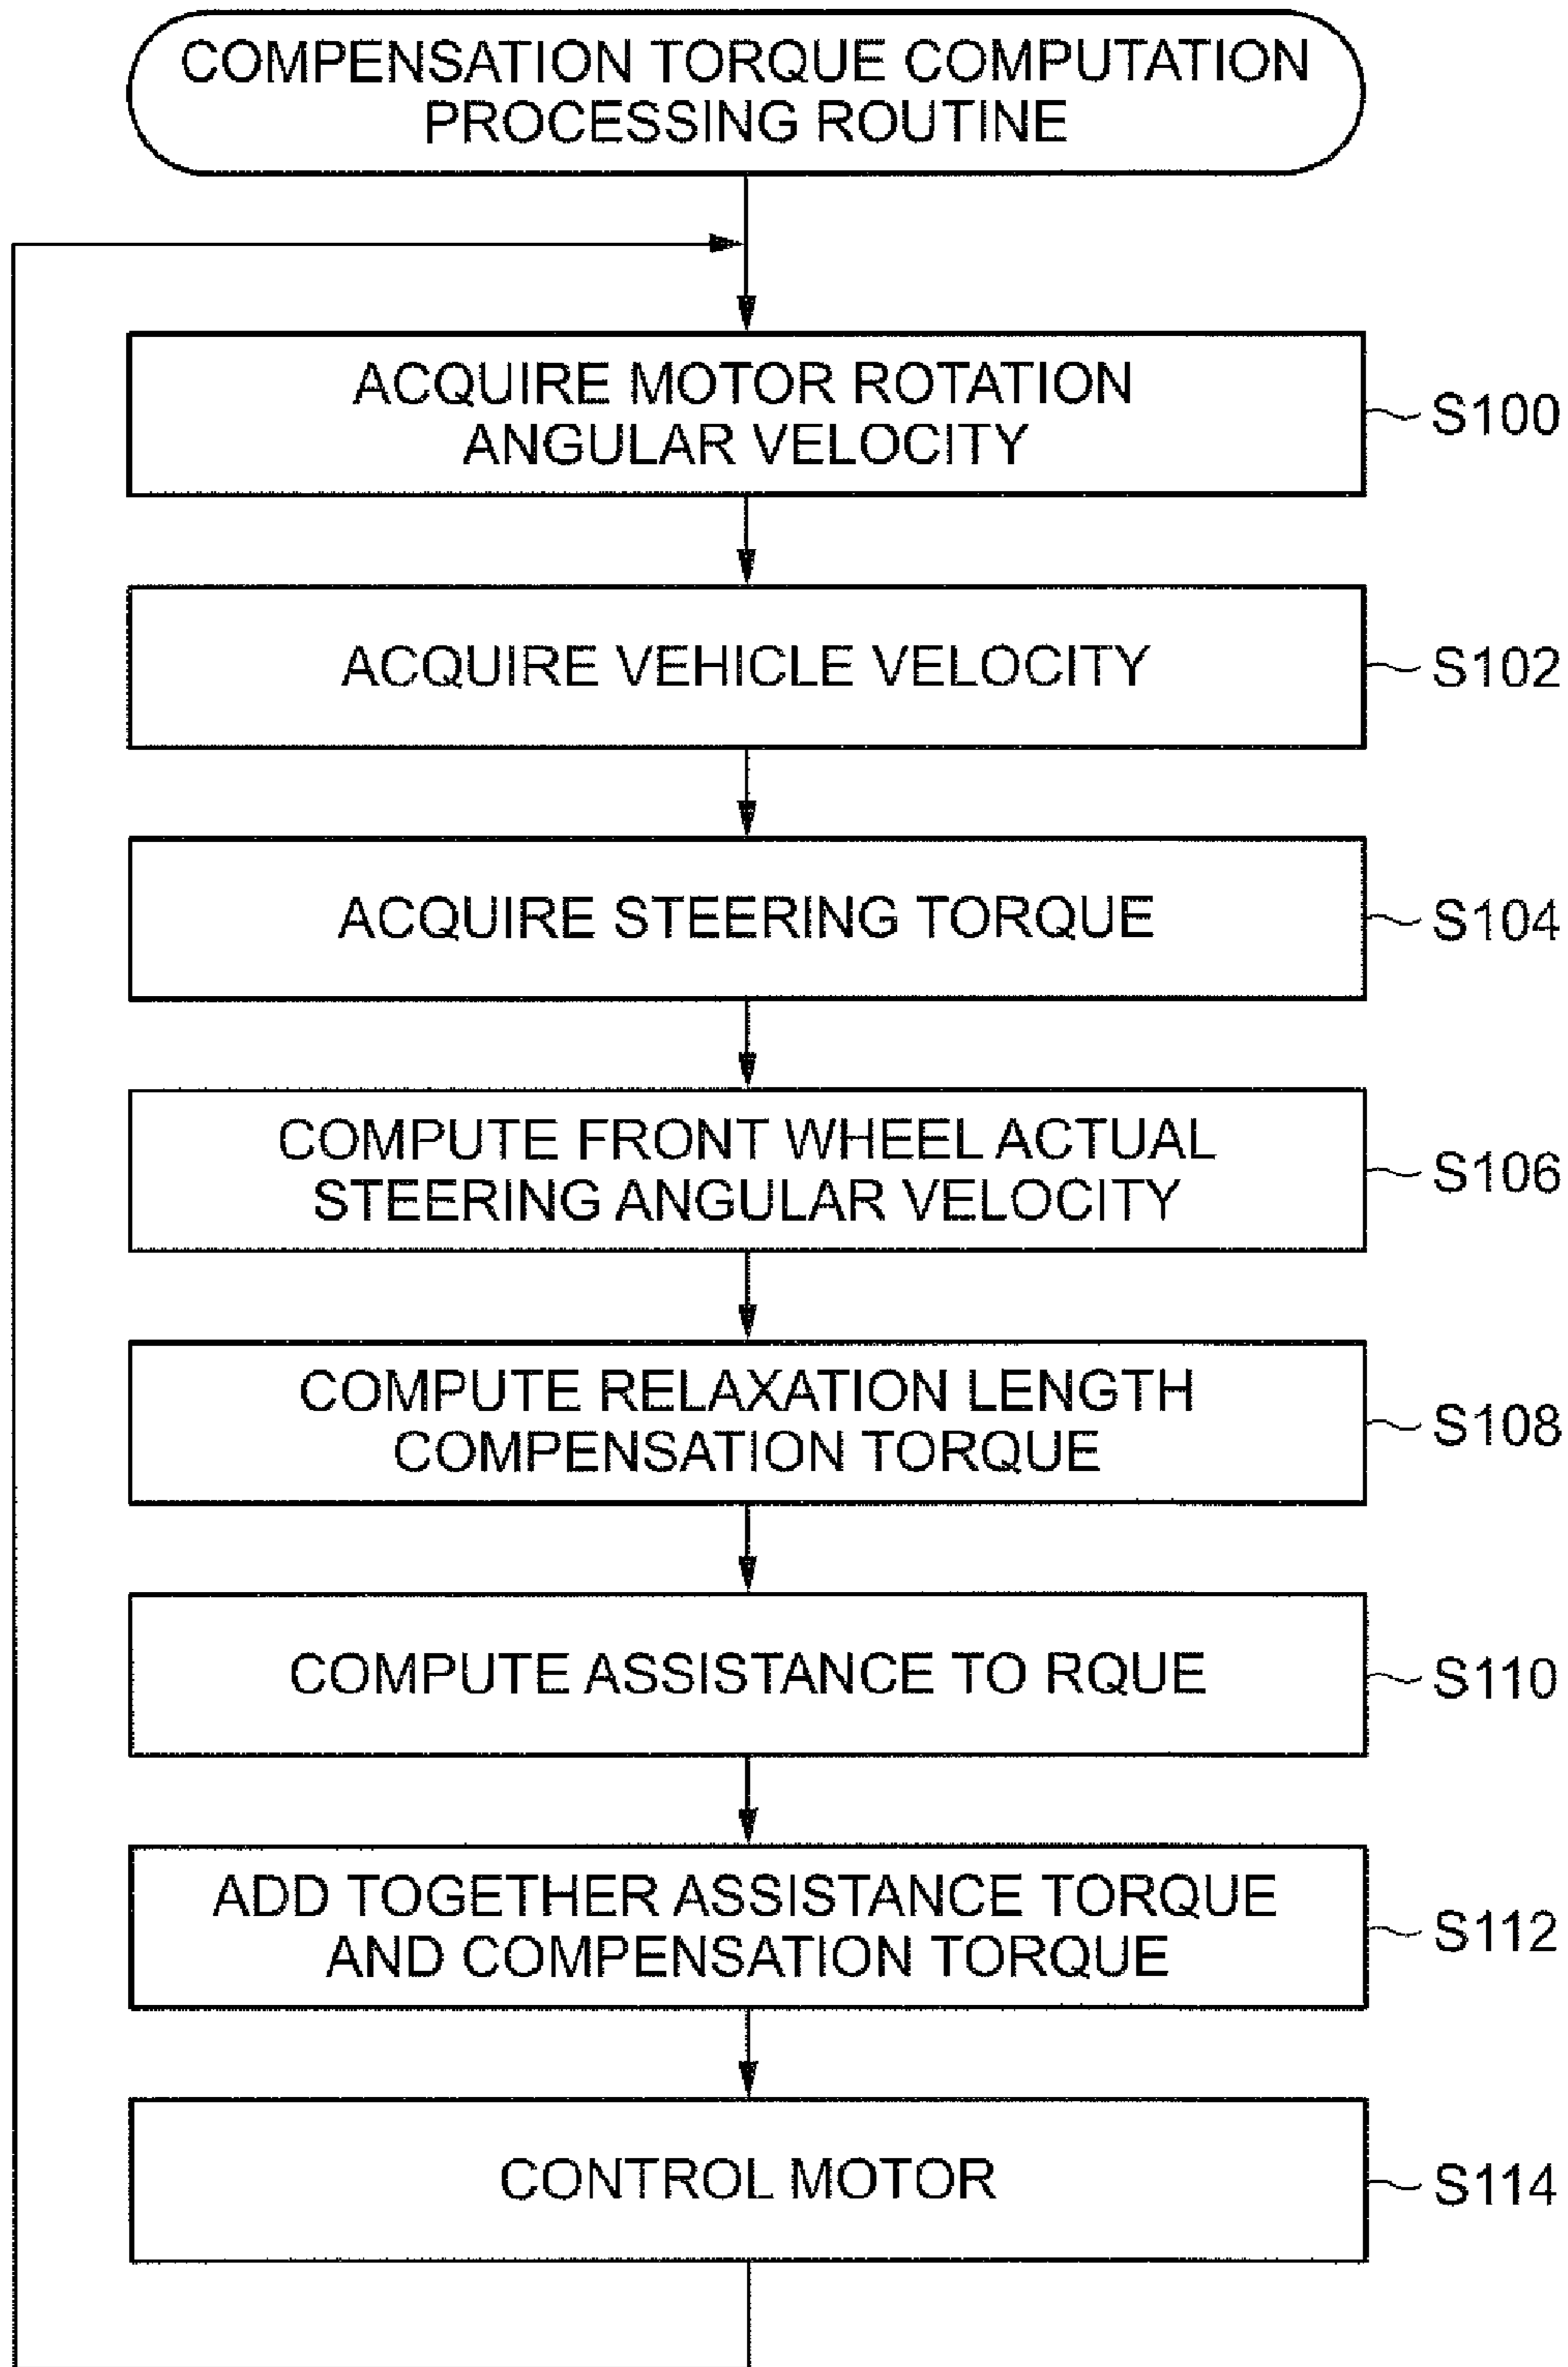 COMPENSATION TORQUE COMPUTATION
PROCESSING ROUTINE
ACQUIRE MOTOR ROTATION
ANGULAR VELOCITY
S100
ACQUIRE VEHICLE VELOCITY
S102
ACQUIRE STEERING TORQUE
S104
COMPUTE FRONT WHEEL ACTUAL
STEERING ANGULAR VELOCITY
S106
COMPUTE RELAXATION LENGTH
COMPENSATION TORQUE
S108
COMPUTE ASSISTANCE TO RQUE
S110
ADD TOGETHER ASSISTANCE TORQUE
AND COMPENSATION TORQUE
S112
CONTROL MOTOR
S114